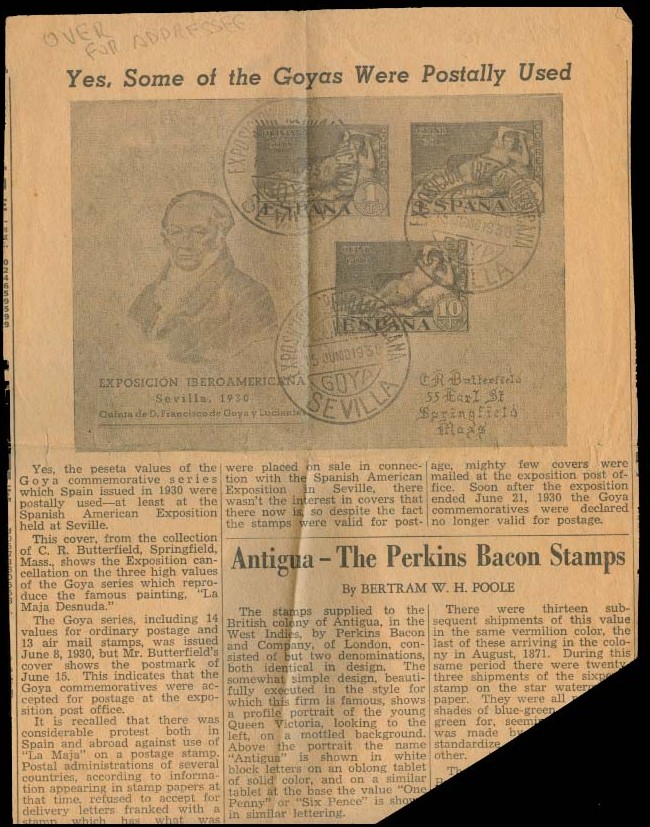 OVER
FOR ADDRESSEE
Yes, Some of the Goyas Were Postally Used
EXPOSICION
SEVILLA
ESPAÑA
1
ESPAÑA
GOYA
SEVILLA
ESPAÑA
10
15 JUNIO 1930
GOYA
SEVILLA
EXPOSICIÓN IBEROAMERICANA
Sevilla, 1930
Quinta de D. Francisco de Goya y Lucientes
C R Butterfield
55 Earl St
Springfield
Mass
Yes, the peseta values of the
Goya commemorative series
which Spain issued in 1930 were
postally used—at least at the
Spanish American Exposition
held at Seville.
This cover, from the collection
of C. R. Butterfield, Springfield,
Mass., shows the Exposition can-
cellation on the three high values
of the Goya series which repro-
duce the famous painting, "La
Maja Desnuda."
The Goya series, including 14
values for ordinary postage and
13 air mail stamps, was issued
June 8, 1930, but Mr. Butterfield's
cover shows the postmark of
June 15. This indicates that the
Goya commemoratives were ac-
cepted for postage at the expo-
sition post office.
It is recalled that there was
considerable protest both in
Spain and abroad against use of
"La Maja" on a postage stamp.
Postal administrations of several
countries, according to informa-
tion appearing in stamp papers at
that time, refused to accept for
delivery letters franked with a
stamp which has what was
were placed on sale in connec-
tion with the Spanish American
Exposition in Seville, there
wasn't the interest in covers that
there now is, so despite the fact
the stamps were valid for post-
age, mighty few covers were
mailed at the exposition post of-
fice. Soon after the exposition
ended June 21, 1930 the Goya
commemoratives were declared
no longer valid for postage.
Antigua – The Perkins Bacon Stamps
By BERTRAM W. H. POOLE
The stamps supplied to the
British colony of Antigua, in the
West Indies, by Perkins Bacon
and Company, of London, con-
sisted of but two denominations,
both identical in design. The
somewhat simple design, beauti-
fully executed in the style for
which this firm is famous, shows
a profile portrait of the young
Queen Victoria, looking to the
left, on a mottled background.
Above the portrait the name
"Antigua" is shown in white
block letters on an oblong tablet
of solid color, and on a similar
tablet at the base the value "One
Penny" or "Six Pence" is shown
in similar lettering.
There were thirteen sub-
sequent shipments of this value
in the same vermilion color, the
last of these arriving in the colo-
ny in August, 1871. During this
same period there were twenty-
three shipments of the sixpe
stamp on the star water
paper. They were all
shades of blue-green,
green for, seemin
was made by
standardize
other.
Th